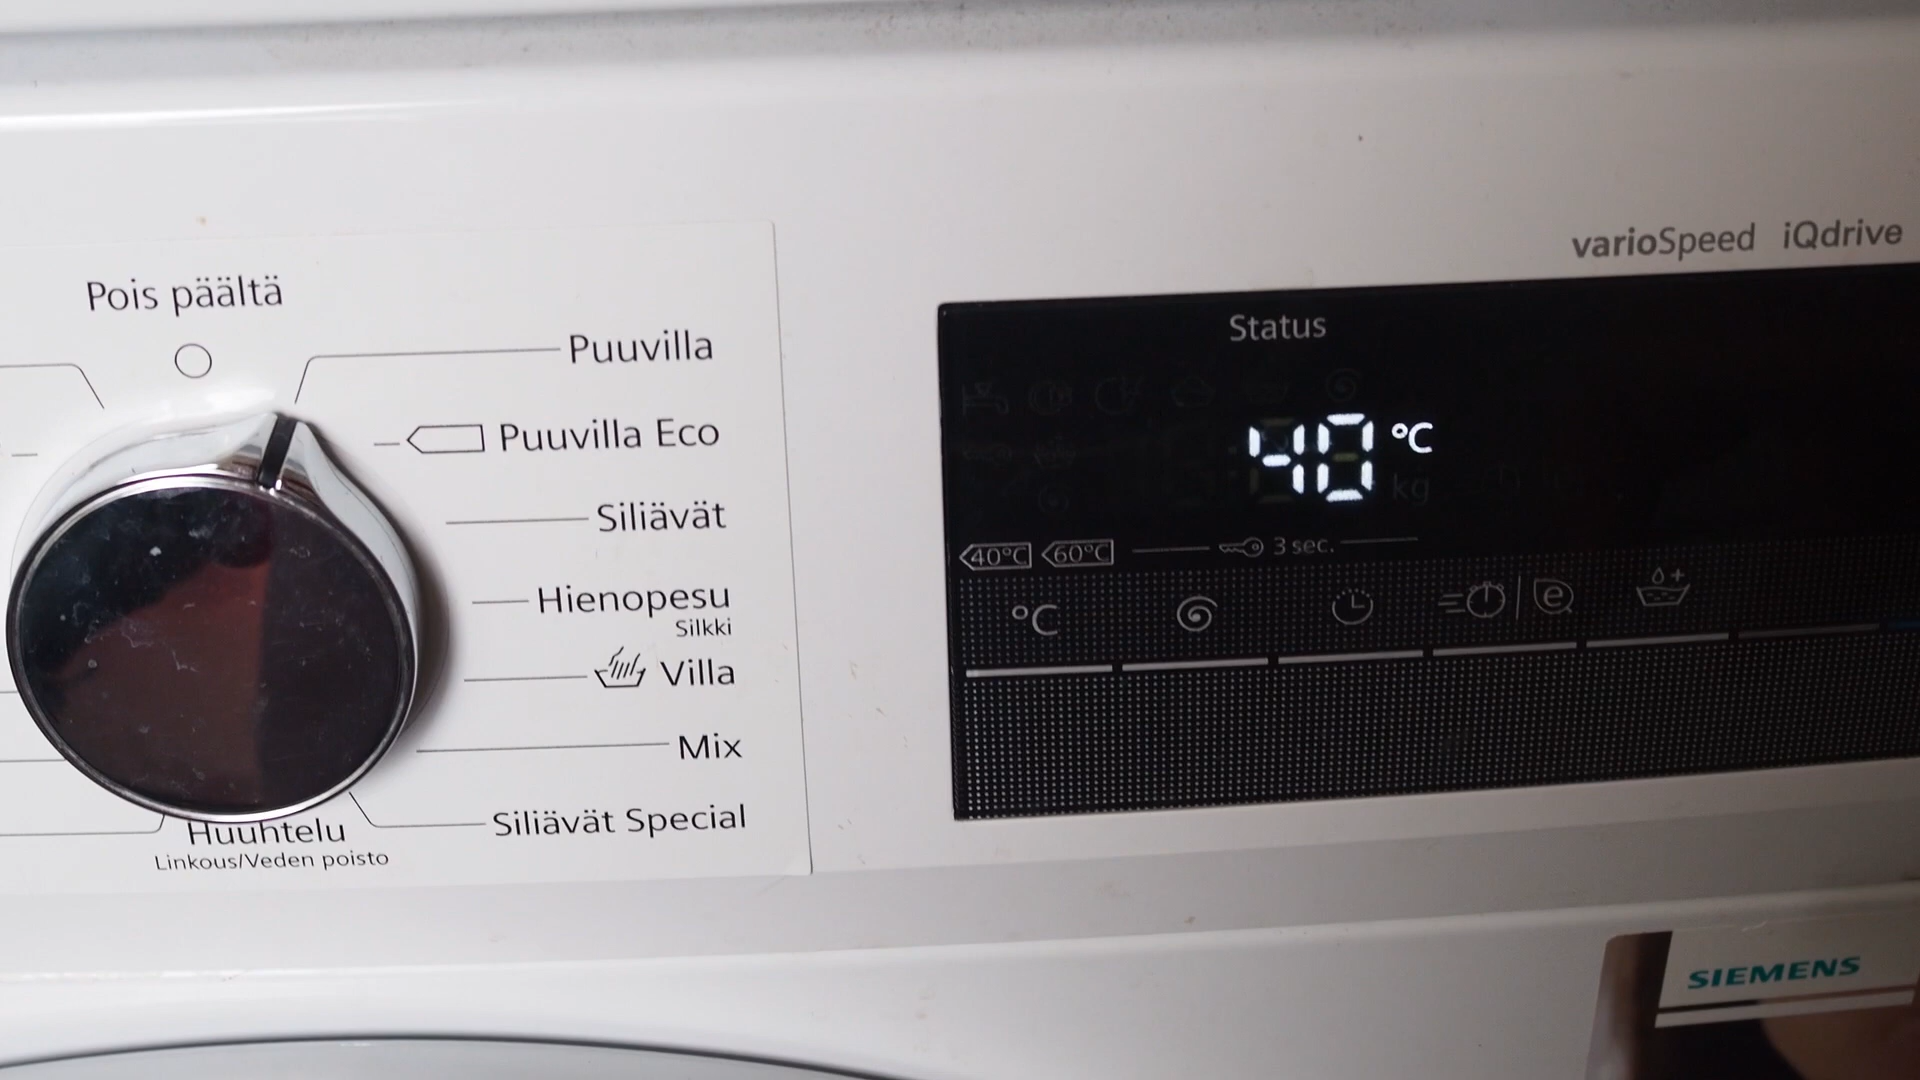 varioSpeed iQdrive
Pois päältä
Puuvilla
Puuvilla Eco
Siliävät
Hienopesu
Silkki
Villa
Mix
Siliävät Special
Huuhtelu
Linkous/Veden poisto
Status
40 °C
kg
40°C 60°C 3 sec.
°C e
SIEMENS